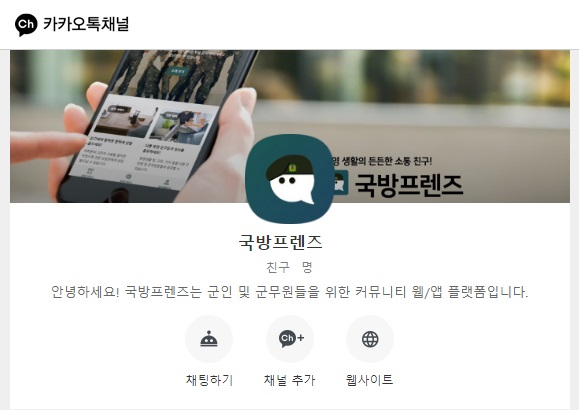 Ch 카카오톡채널
영 생활의 든든한 소통 친구!
국방프렌즈
국방프렌즈
친구 명
안녕하세요! 국방프렌즈는 군인 및 군무원들을 위한 커뮤니티 웹/앱 플랫폼입니다.
Ch+
채팅하기 채널 추가 웹사이트